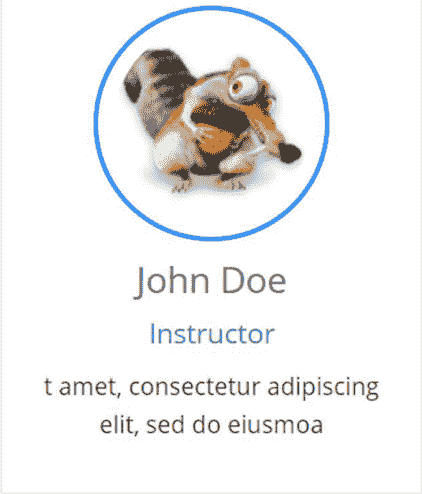 John Doe
Instructor
t amet, consectetur adipiscing
elit, sed do eiusmoa